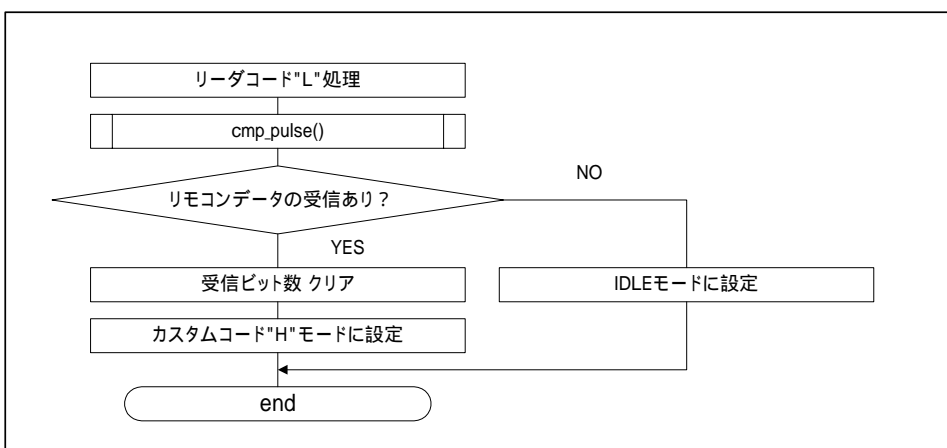 リーダコード"L"処理
cmp_pulse()
リモコンデータの受信あり？
NO
YES
受信ビット数 クリア
IDLEモードに設定
カスタムコード"H"モードに設定
end